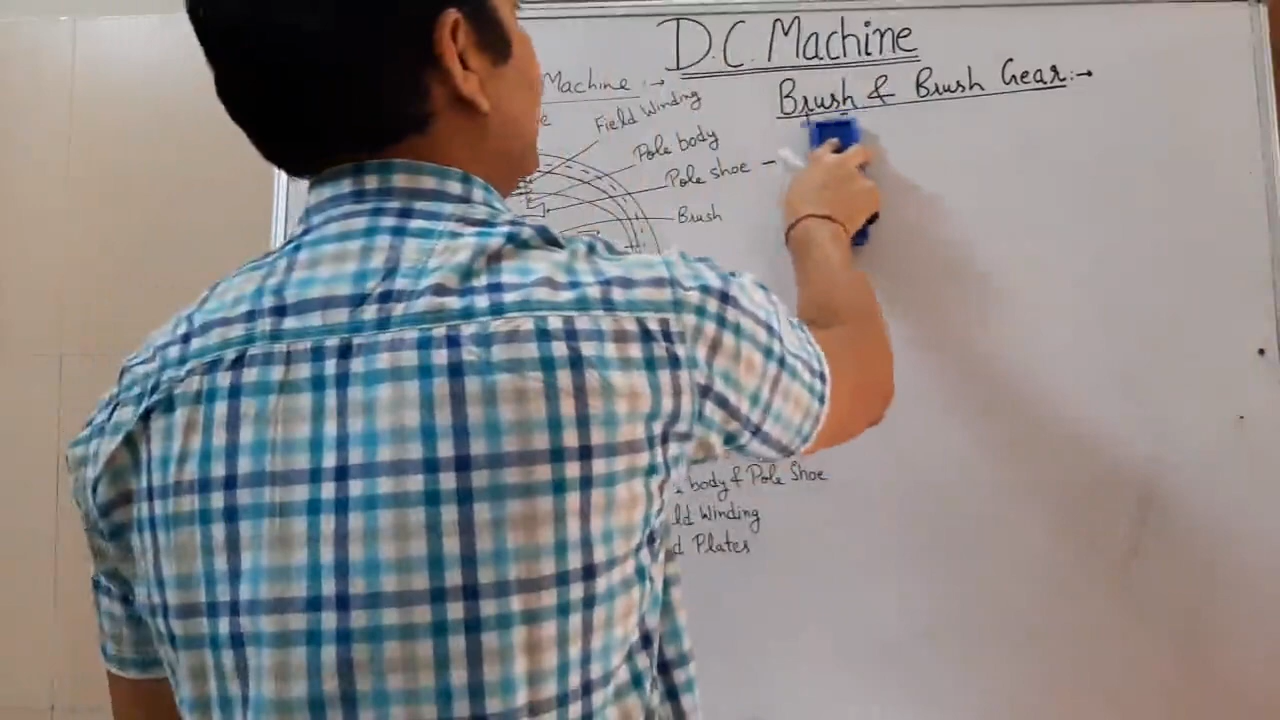 D.C. Machine
Machine :→
Brush & Brush Gear:→
Field Winding
Pole body
Pole shoe -
Brush
body & Pole Shoe
ld Winding
d Plates